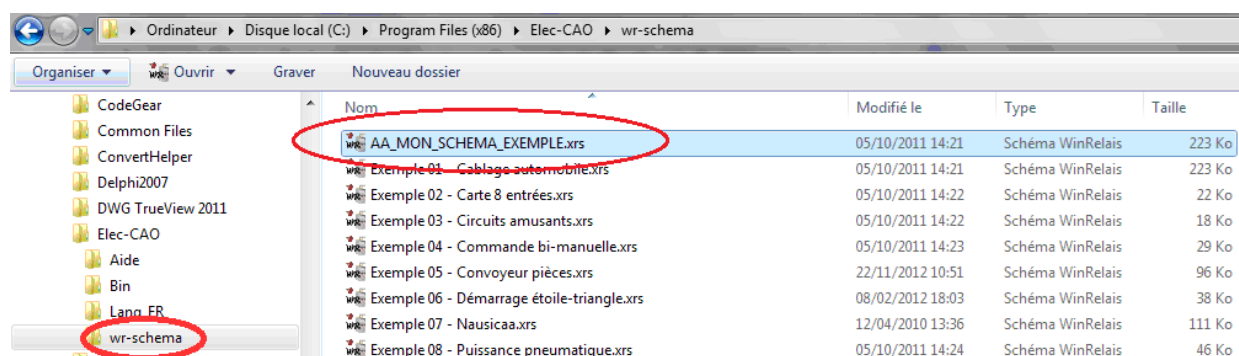 Ordinateur Disque local (C:) Program Files (x86) Elec-CAO wr-schema
Organiser Ouvrir Graver Nouveau dossier
CodeGear
Common Files
ConvertHelper
Delphi2007
DWG TrueView 2011
Elec-CAO
Aide
Bin
Lang_FR
wr-schema
Nom Modifié le Type Taille
AA_MON_SCHEMA_EXEMPLE.xrs 05/10/2011 14:21 Schéma WinRelais 223 Ko
Exemple 01 - Cablage automobile.xrs 05/10/2011 14:21 Schéma WinRelais 223 Ko
Exemple 02 - Carte 8 entrées.xrs 05/10/2011 14:22 Schéma WinRelais 22 Ko
Exemple 03 - Circuits amusants.xrs 05/10/2011 14:22 Schéma WinRelais 18 Ko
Exemple 04 - Commande bi-manuelle.xrs 05/10/2011 14:23 Schéma WinRelais 29 Ko
Exemple 05 - Convoyeur pièces.xrs 22/11/2012 10:51 Schéma WinRelais 96 Ko
Exemple 06 - Démarrage étoile-triangle.xrs 08/02/2012 18:03 Schéma WinRelais 38 Ko
Exemple 07 - Nausicaa.xrs 12/04/2010 13:36 Schéma WinRelais 111 Ko
Exemple 08 - Puissance pneumatique.xrs 05/10/2011 14:24 Schéma WinRelais 46 Ko